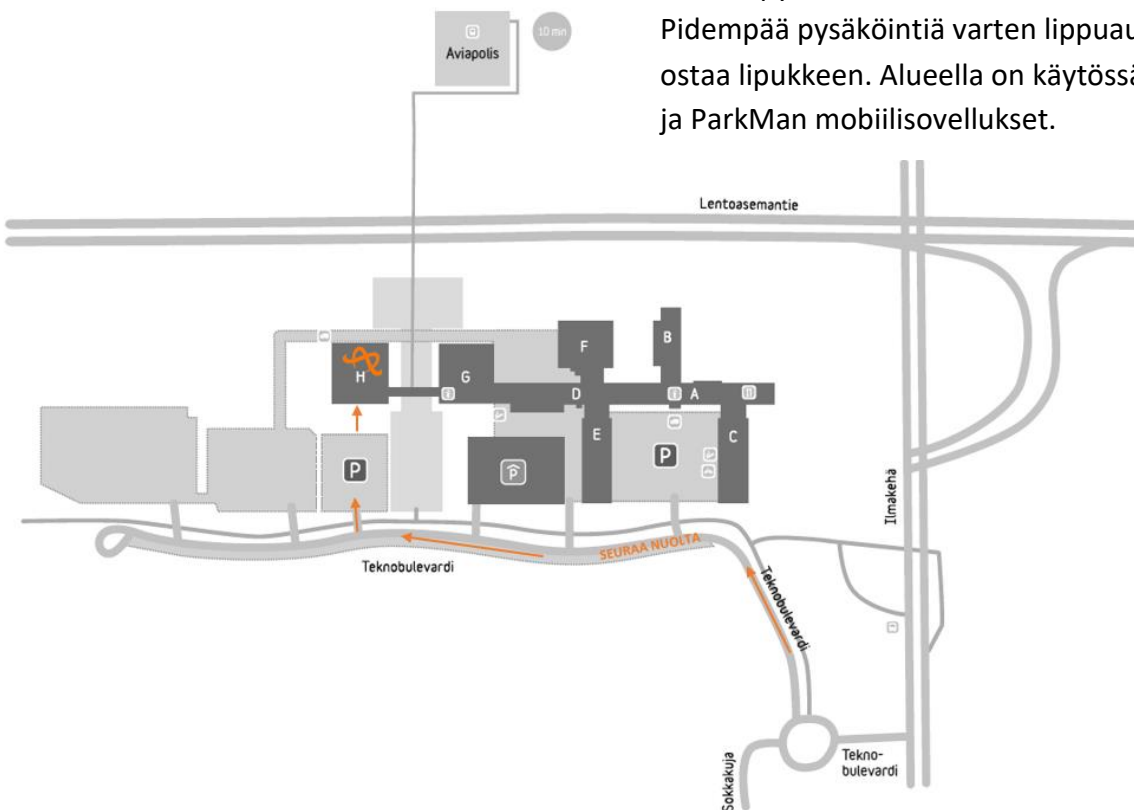 Pidempää pysäköintiä varten lippuau
ostaa lipukkeen. Alueella on käytössä
ja ParkMan mobiilisovellukset.
Aviapolis
10 min
Lentoasemantie
B
F
H
G
D
A
E
C
P
P
P
Ilmakehä
SEURAA NUOLTA
Teknobulevardi
Teknobulevardi
Tekno-
bulevardi
Sokkakuja